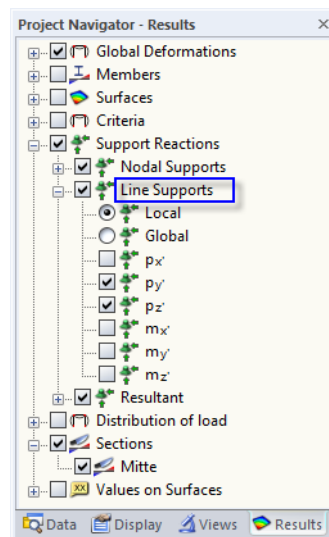 Project Navigator - Results
Global Deformations
Members
Surfaces
Criteria
Support Reactions
Nodal Supports
Line Supports
Local
Global
px'
py'
pz'
mx'
my'
mz'
Resultant
Distribution of load
Sections
Mitte
Values on Surfaces
Data Display Views Results